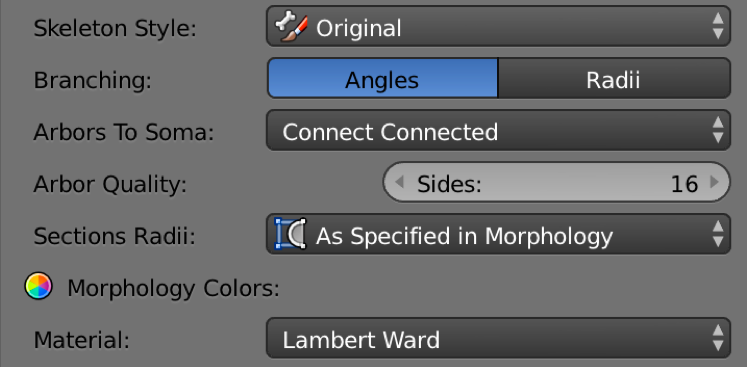 Skeleton Style: Original
Branching: Angles Radii
Arbors To Soma: Connect Connected
Arbor Quality: Sides: 16
Sections Radii: As Specified in Morphology
Morphology Colors:
Material: Lambert Ward